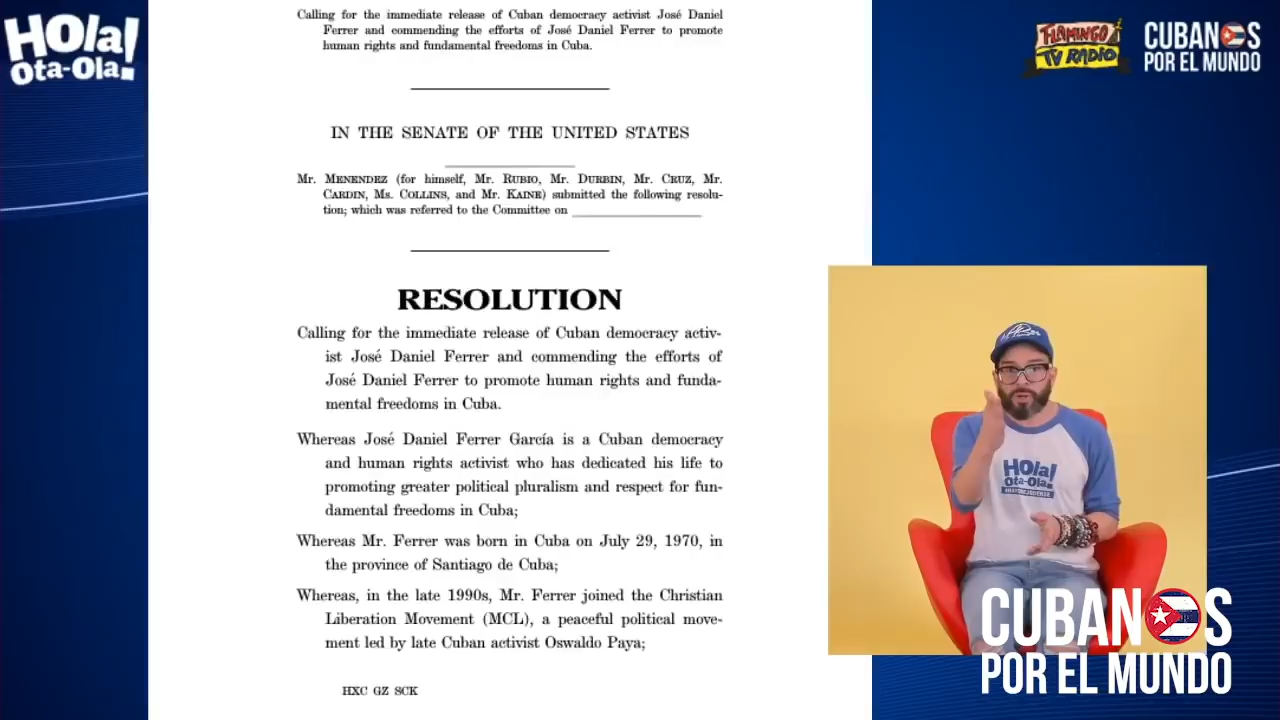 HOla!
Ota-Ola!
FLAMINGO
TV RADIO
CUBANOS
POR EL MUNDO
Calling for the immediate release of Cuban democracy activist José Daniel
Ferrer and commending the efforts of José Daniel Ferrer to promote
human rights and fundamental freedoms in Cuba.
IN THE SENATE OF THE UNITED STATES
Mr. MENENDEZ (for himself, Mr. RUBIO, Mr. DURBIN, Mr. CRUZ, Mr.
CARDIN, Ms. COLLINS, and Mr. KAINE) submitted the following resolu-
tion; which was referred to the Committee on
RESOLUTION
Calling for the immediate release of Cuban democracy activ-
ist José Daniel Ferrer and commending the efforts of
José Daniel Ferrer to promote human rights and funda-
mental freedoms in Cuba.
Whereas José Daniel Ferrer García is a Cuban democracy
and human rights activist who has dedicated his life to
promoting greater political pluralism and respect for fun-
damental freedoms in Cuba;
Whereas Mr. Ferrer was born in Cuba on July 29, 1970, in
the province of Santiago de Cuba;
Whereas, in the late 1990s, Mr. Ferrer joined the Christian
Liberation Movement (MCL), a peaceful political move-
ment led by late Cuban activist Oswaldo Paya;
HXC GZ SCK
HOla!
Ota-Ola!
CUBANOS
POR EL MUNDO